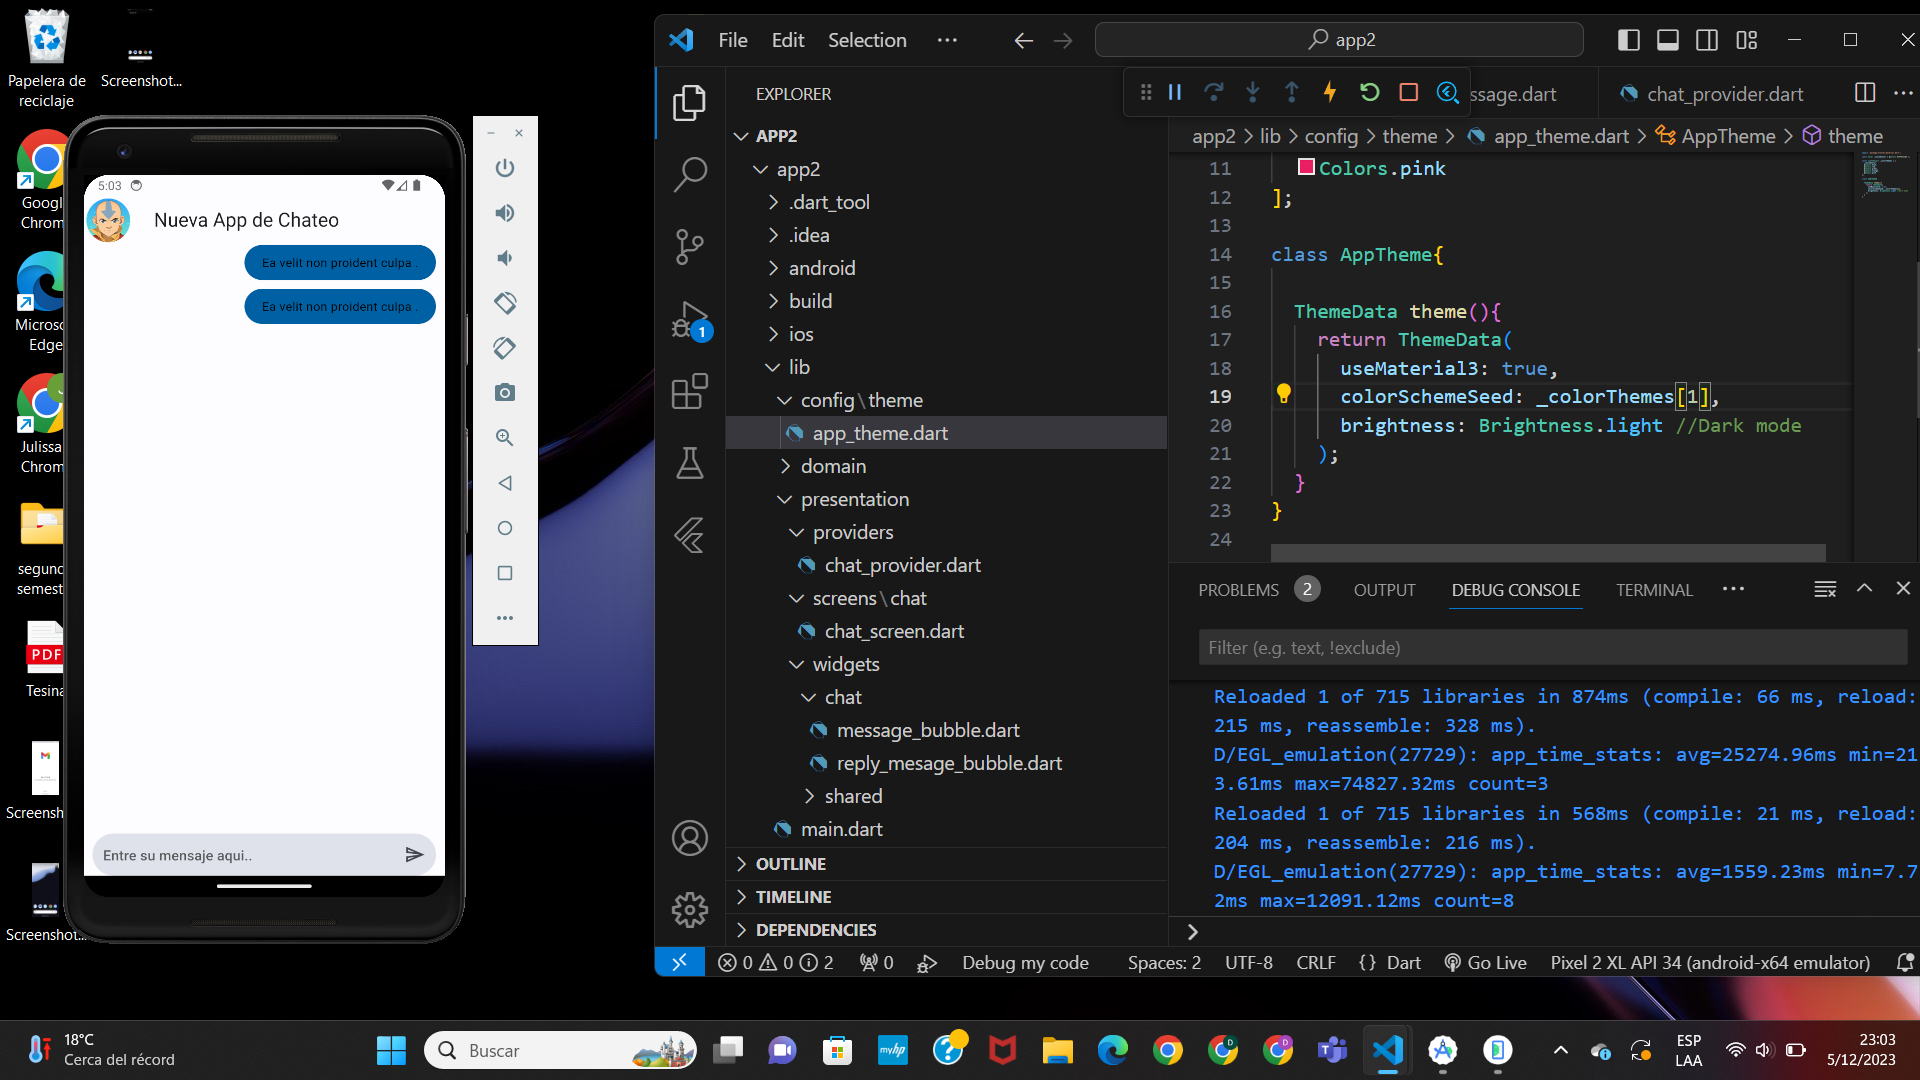 Papelera de
reciclaje
Screenshot...
Googl
Chrom
Micros
Edge
Julissa
Chrom
segund
semest
PDF
Tesina
Screensh
Screenshot...
5:03
Nueva App de Chateo
Ea velit non proident culpa .
Ea velit non proident culpa .
Entre su mensaje aqui..
File
Edit
Selection
app2
EXPLORER
ssage.dart
chat_provider.dart
APP2
app2
.dart_tool
.idea
android
build
ios
lib
config\theme
app_theme.dart
domain
presentation
providers
chat_provider.dart
screens\chat
chat_screen.dart
widgets
chat
message_bubble.dart
reply_mesage_bubble.dart
shared
main.dart
OUTLINE
TIMELINE
DEPENDENCIES
1
app2 > lib > config > theme > app_theme.dart > AppTheme > theme
11 Colors.pink
12 ];
13
14 class AppTheme{
15
16 ThemeData theme(){
17 return ThemeData(
18 useMaterial3: true,
19 colorSchemeSeed: _colorThemes[1],
20 brightness: Brightness.light //Dark mode
21 );
22 }
23 }
24
PROBLEMS 2 OUTPUT DEBUG CONSOLE TERMINAL
Filter (e.g. text, !exclude)
Reloaded 1 of 715 libraries in 874ms (compile: 66 ms, reload:
215 ms, reassemble: 328 ms).
D/EGL_emulation(27729): app_time_stats: avg=25274.96ms min=21
3.61ms max=74827.32ms count=3
Reloaded 1 of 715 libraries in 568ms (compile: 21 ms, reload:
204 ms, reassemble: 216 ms).
D/EGL_emulation(27729): app_time_stats: avg=1559.23ms min=7.7
2ms max=12091.12ms count=8
0 0 2 0 Debug my code Spaces: 2 UTF-8 CRLF {} Dart Go Live Pixel 2 XL API 34 (android-x64 emulator)
18°C
Cerca del récord
Buscar
myhp
ESP
LAA
23:03
5/12/2023